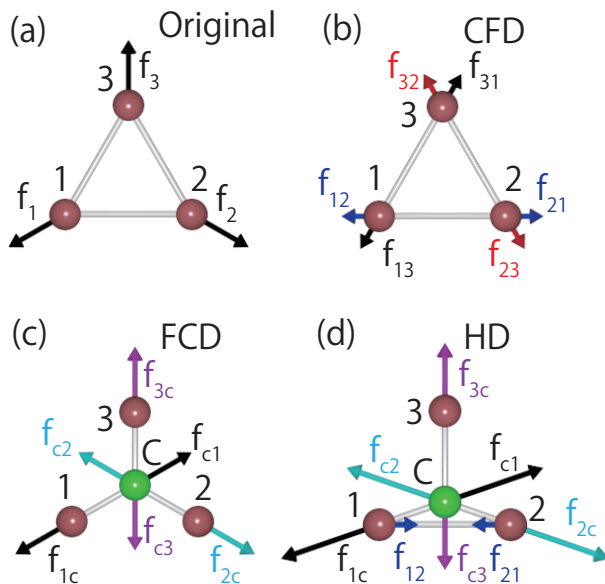 (a) Original
f3
3
1
2
f1
f2
(b) CFD
f32
f31
3
f12
1
2
f21
f13
f23
(c) FCD
f3c
3
fc2
C
fc1
1
2
fc3
f1c
f2c
(d) HD
f3c
3
fc2
C
fc1
1
2
f2c
f1c
f12
fc3
f21